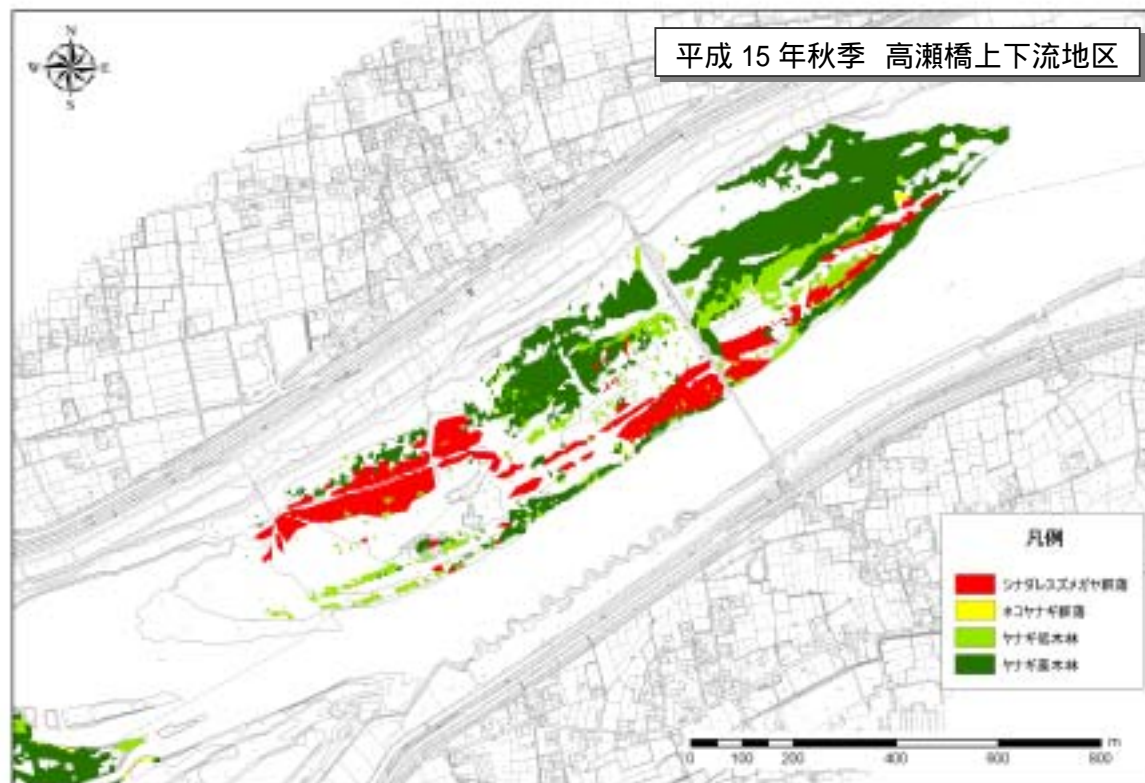 平成 15 年秋季 高瀬橋上下流地区
N
W E
S
凡例
シナダレスズメガヤ群落
ネコヤナギ群落
ヤナギ低木林
ヤナギ高木林
0 100 200 400 600 800 m